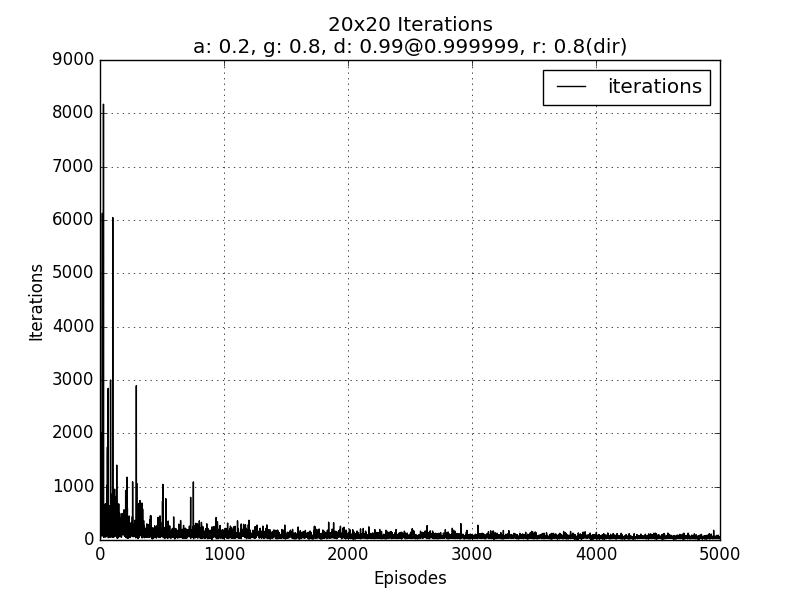 20x20 Iterations
a: 0.2, g: 0.8, d: 0.99@0.999999, r: 0.8(dir)
iterations
9000
8000
7000
6000
5000
4000
3000
2000
1000
0
Iterations
0 1000 2000 3000 4000 5000
Episodes